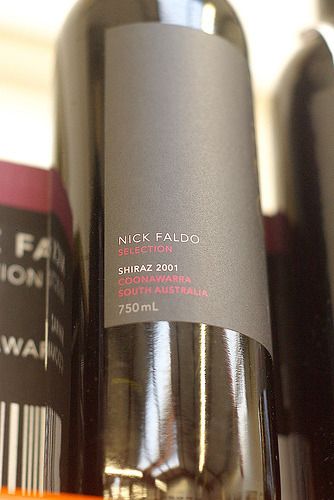 NICK FALDO
SELECTION
SHIRAZ 2001
COONAWARRA
SOUTH AUSTRALIA
750mL